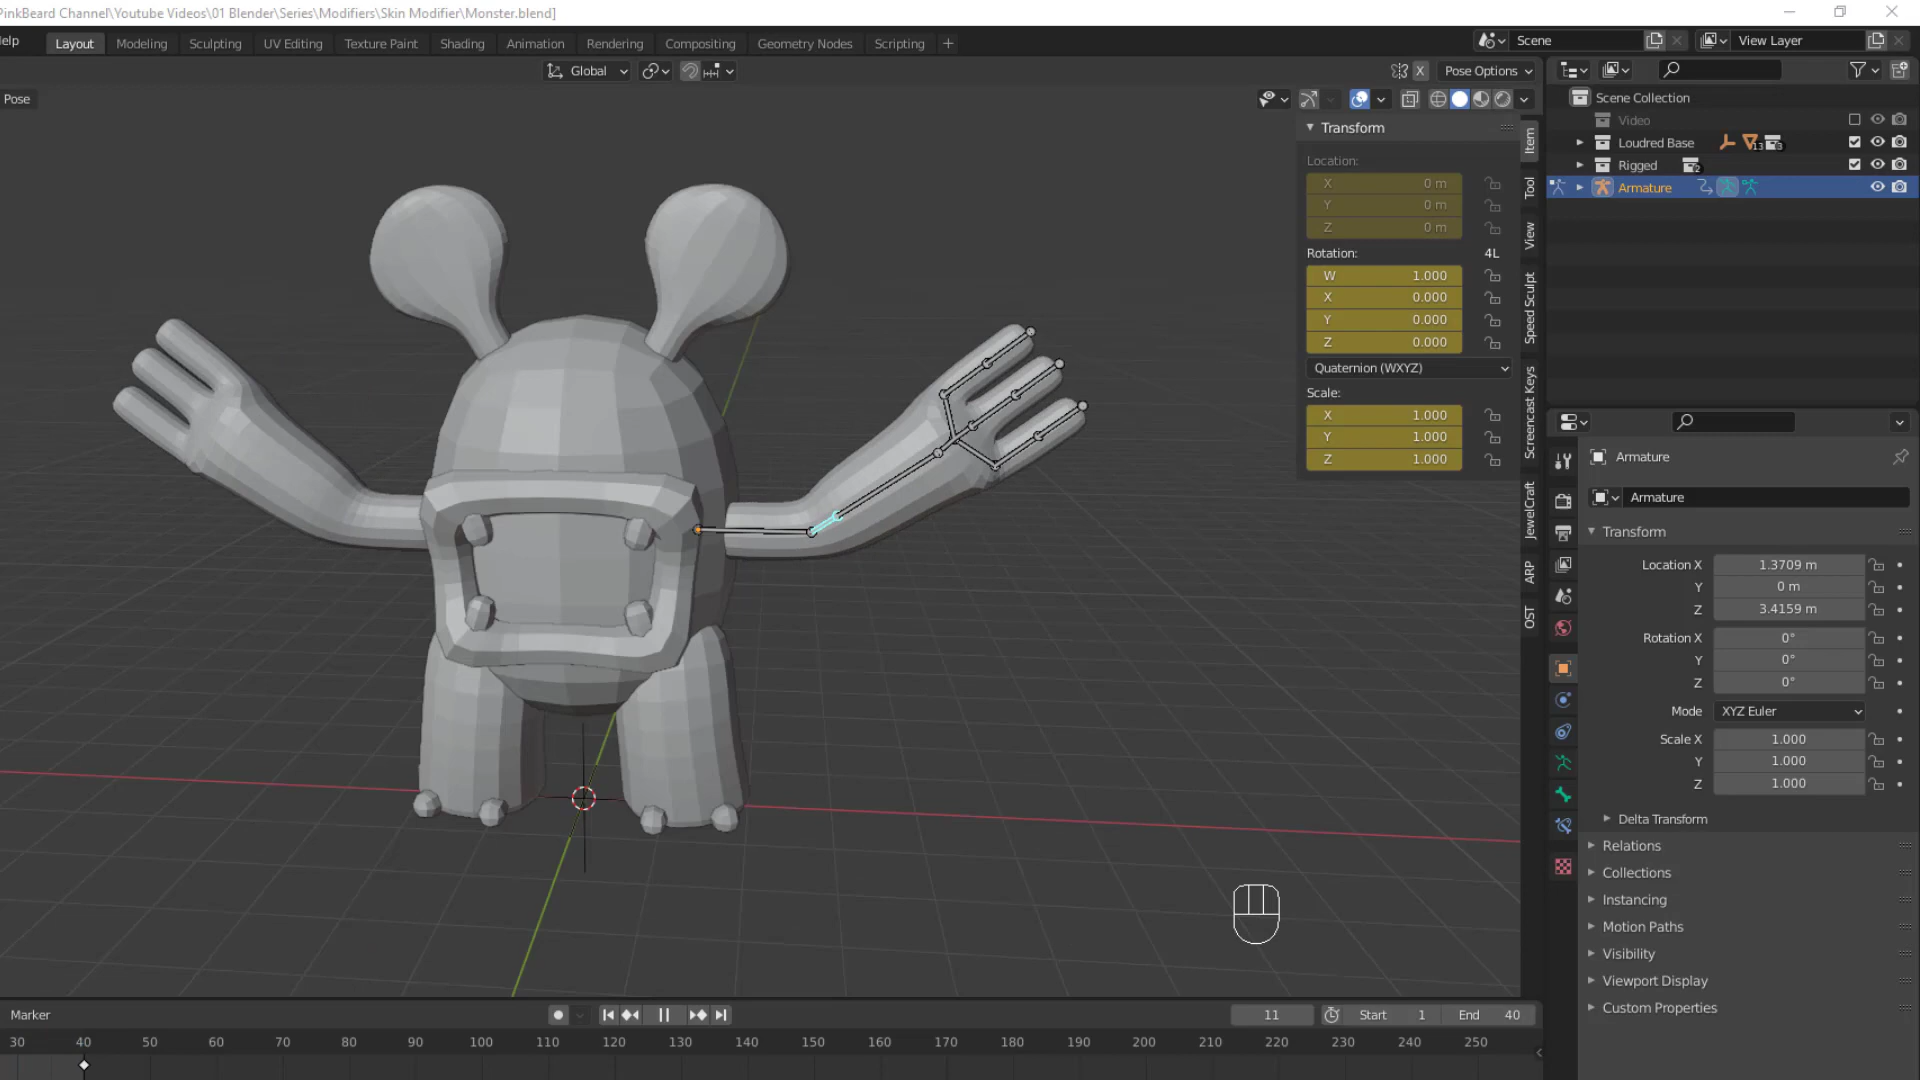 PinkBeard Channel\Youtube Videos\01 Blender\Series\Modifiers\Skin Modifier\Monster.blend]
elp Layout Modeling Sculpting UV Editing Texture Paint Shading Animation Rendering Compositing Geometry Nodes Scripting + Scene View Layer
Global X Pose Options
Pose
Transform
Location:
X 0 m
Y 0 m
Z 0 m
Rotation: 4L
W 1.000
X 0.000
Y 0.000
Z 0.000
Quaternion (WXYZ)
Scale:
X 1.000
Y 1.000
Z 1.000
Item
Tool
View
Speed Sculpt
Screencast Keys
JewelCraft
ARP
OST
Scene Collection
Video
Loudred Base 13 3
Rigged 2
Armature
Armature
Armature
Transform
Location X 1.3709 m
Y 0 m
Z 3.4159 m
Rotation X 0°
Y 0°
Z 0°
Mode XYZ Euler
Scale X 1.000
Y 1.000
Z 1.000
Delta Transform
Relations
Collections
Instancing
Motion Paths
Visibility
Viewport Display
Custom Properties
Marker 11 Start 1 End 40
30 40 50 60 70 80 90 100 110 120 130 140 150 160 170 180 190 200 210 220 230 240 250